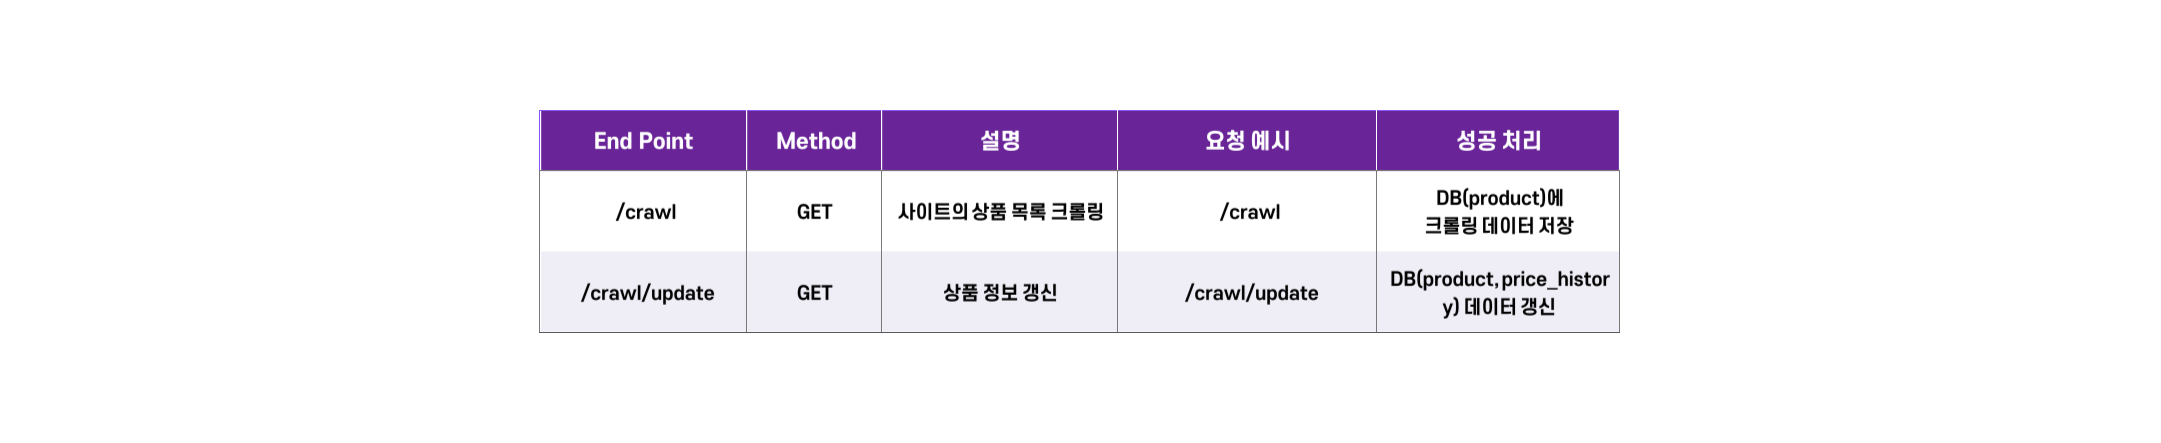 End Point Method 설명 요청 예시 성공 처리
/crawl GET 사이트의 상품 목록 크롤링 /crawl DB(product)에
크롤링 데이터 저장
/crawl/update GET 상품 정보 갱신 /crawl/update DB(product, price_histor
y) 데이터 갱신